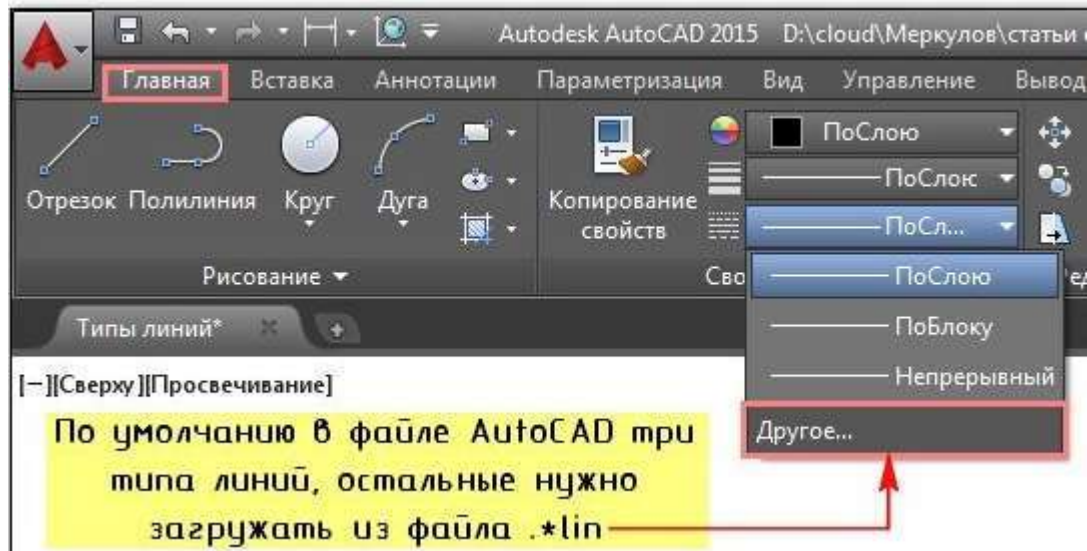 Autodesk AutoCAD 2015 D:\cloud\Меркулов\статьи
Главная Вставка Аннотации Параметризация Вид Управление Вывод
ПоСлою
ПоСлою
Отрезок Полилиния Круг Дуга Копирование свойств
ПоСл...
Рисование
ПоСлою
Типы линий*
ПоБлоку
[−][Сверху][Просвечивание]
Непрерывный
По умолчанию в файле AutoCAD три
типа линий, остальные нужно
загружать из файла .*lin
Другое...